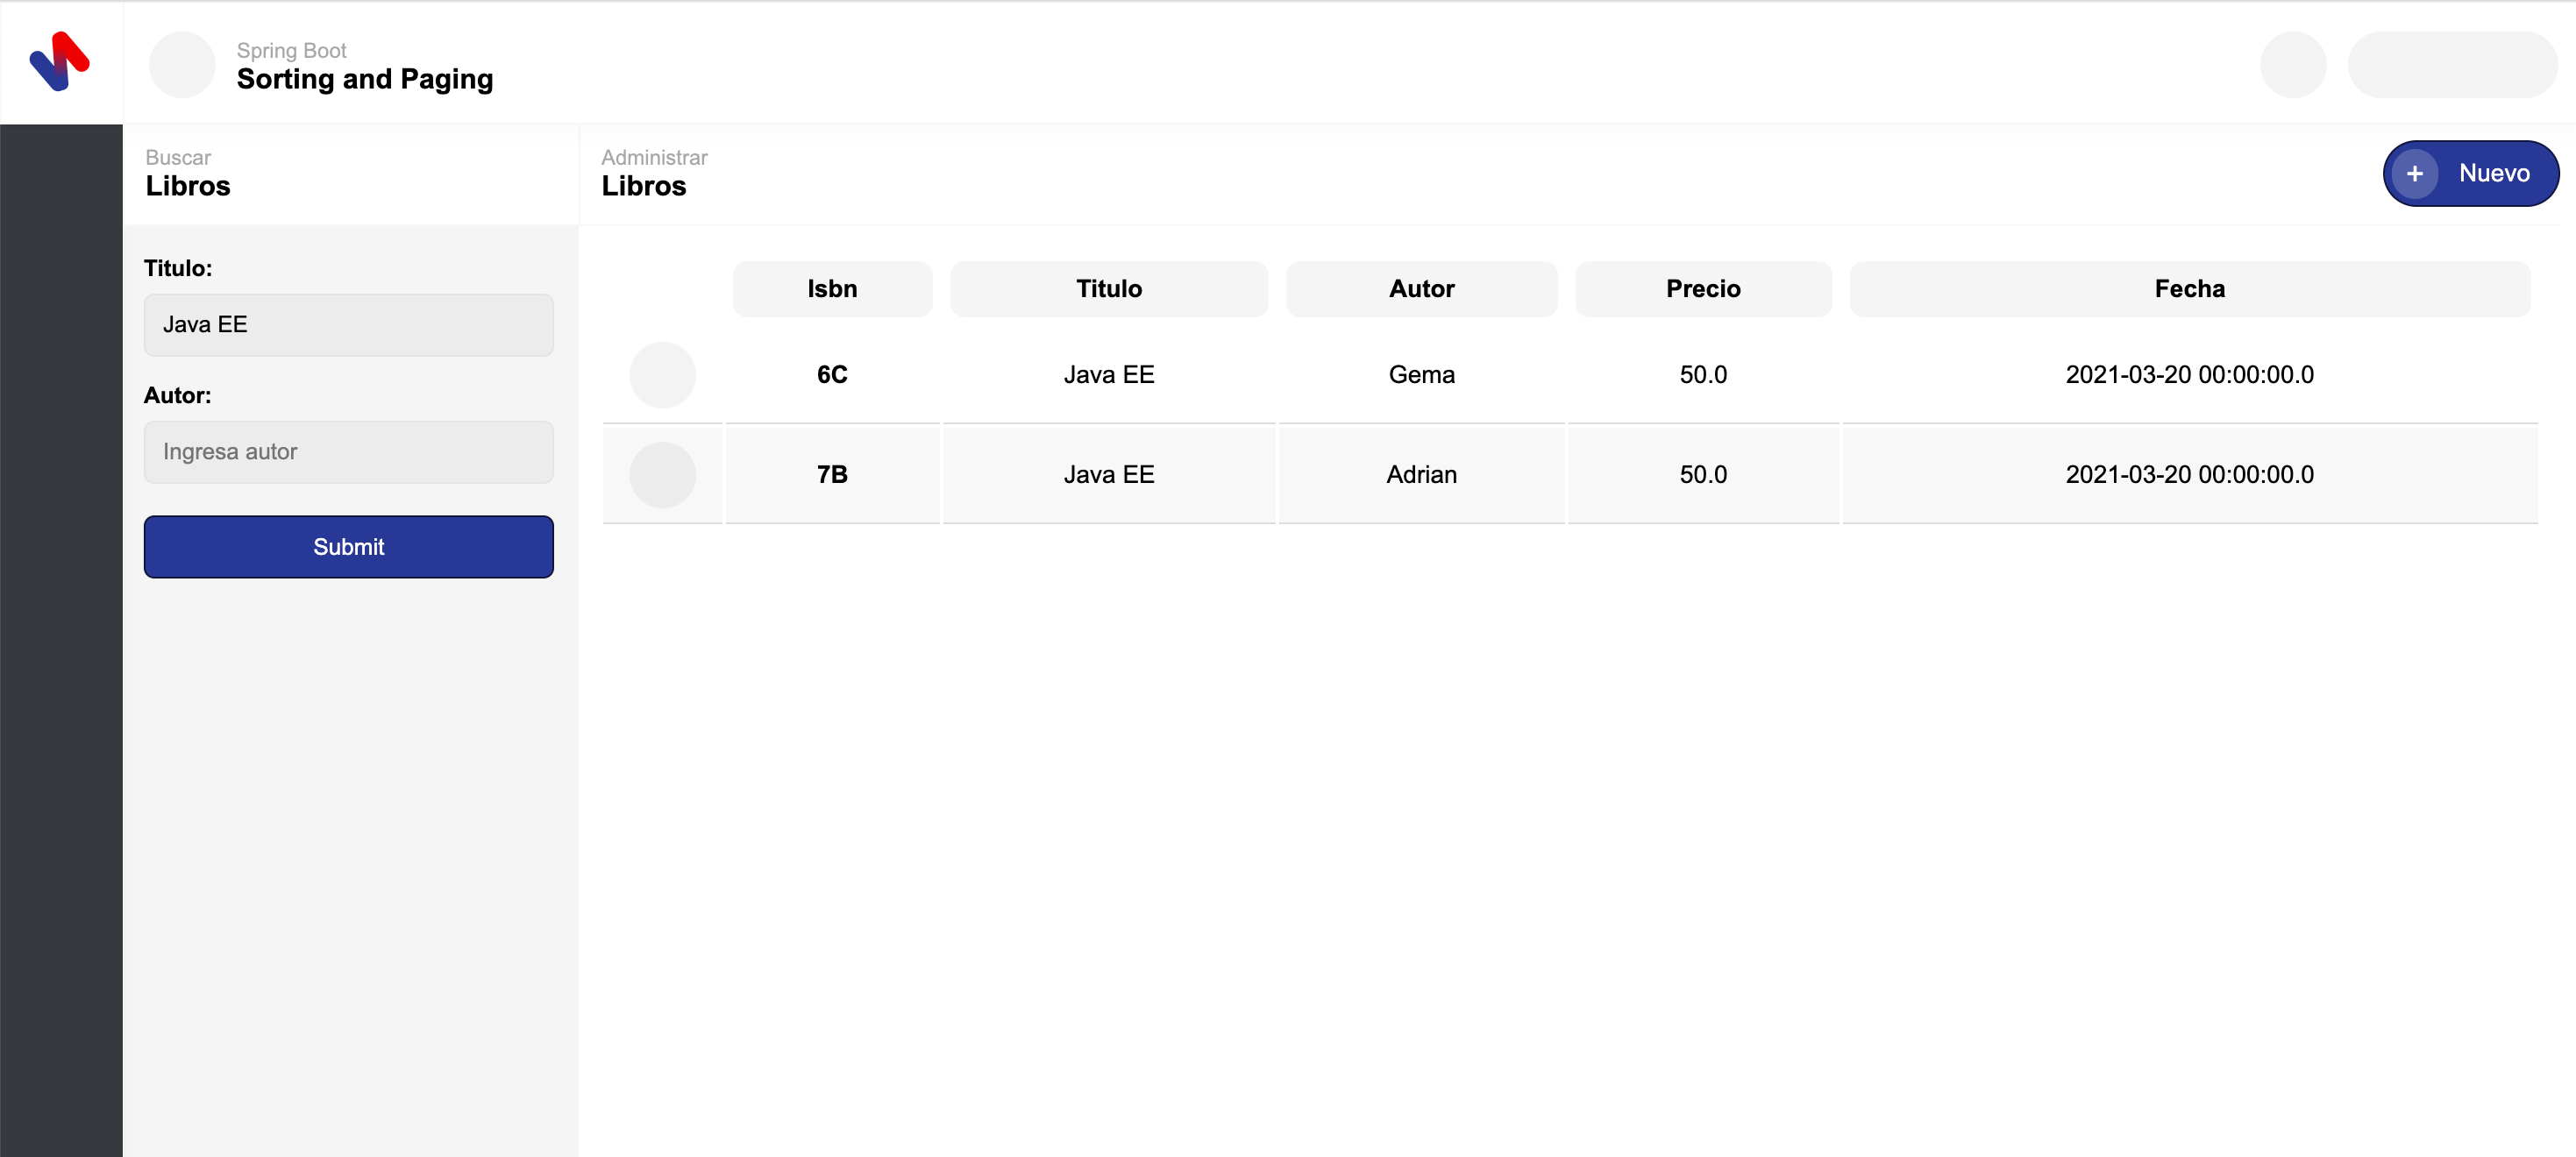 Spring Boot
Sorting and Paging
Buscar
Libros
Administrar
Libros
+ Nuevo
Titulo:
Java EE
Autor:
Ingresa autor
Submit
Isbn Titulo Autor Precio Fecha
6C Java EE Gema 50.0 2021-03-20 00:00:00.0
7B Java EE Adrian 50.0 2021-03-20 00:00:00.0